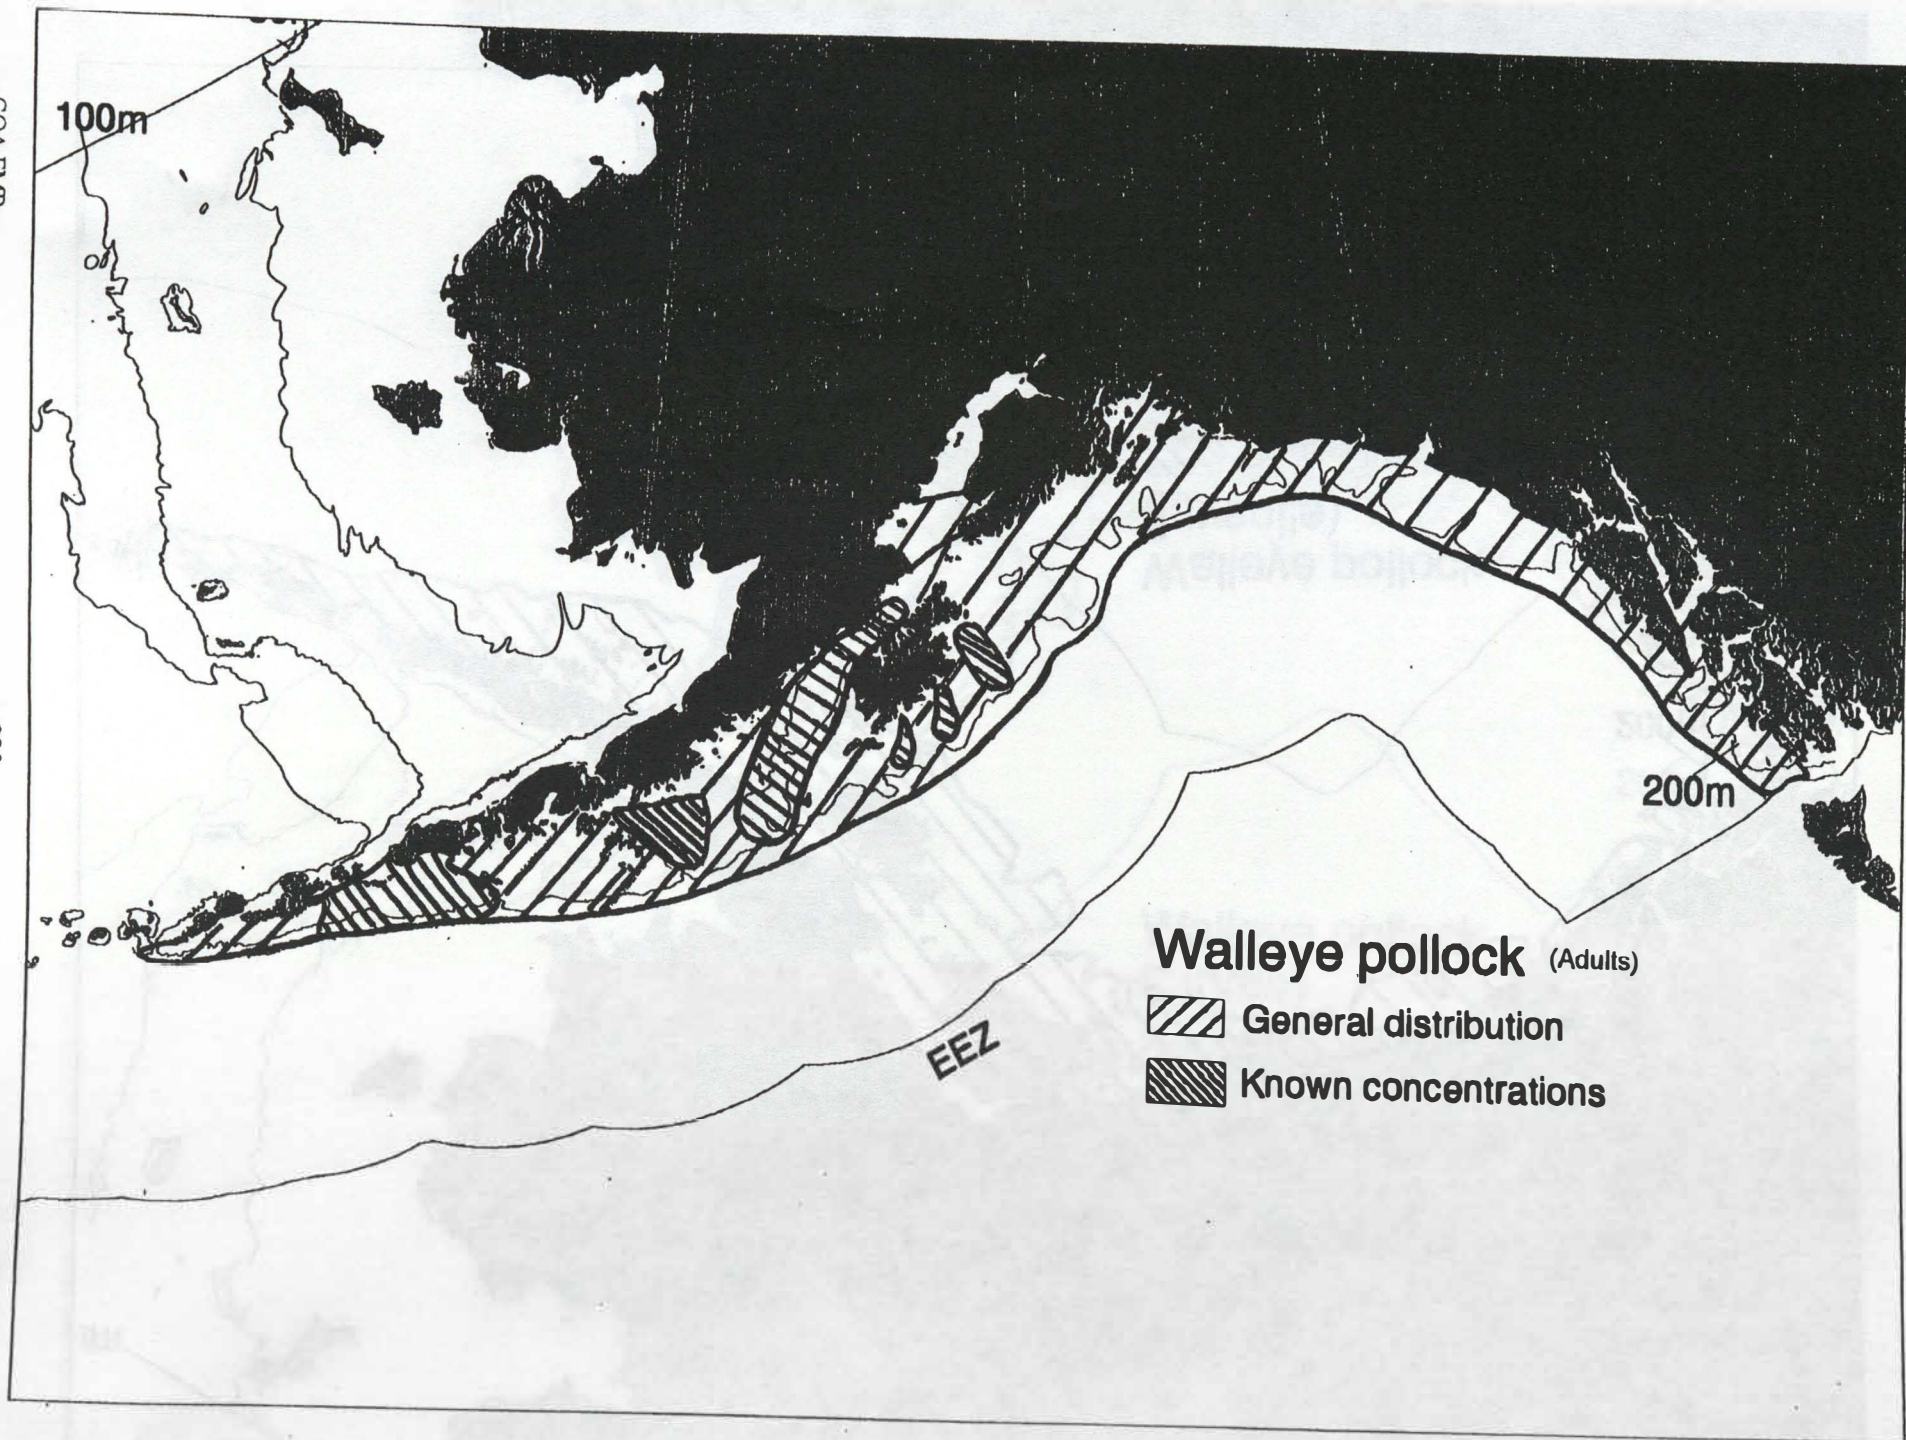 100m
200m
EEZ
Walleye pollock (Adults)
General distribution
Known concentrations